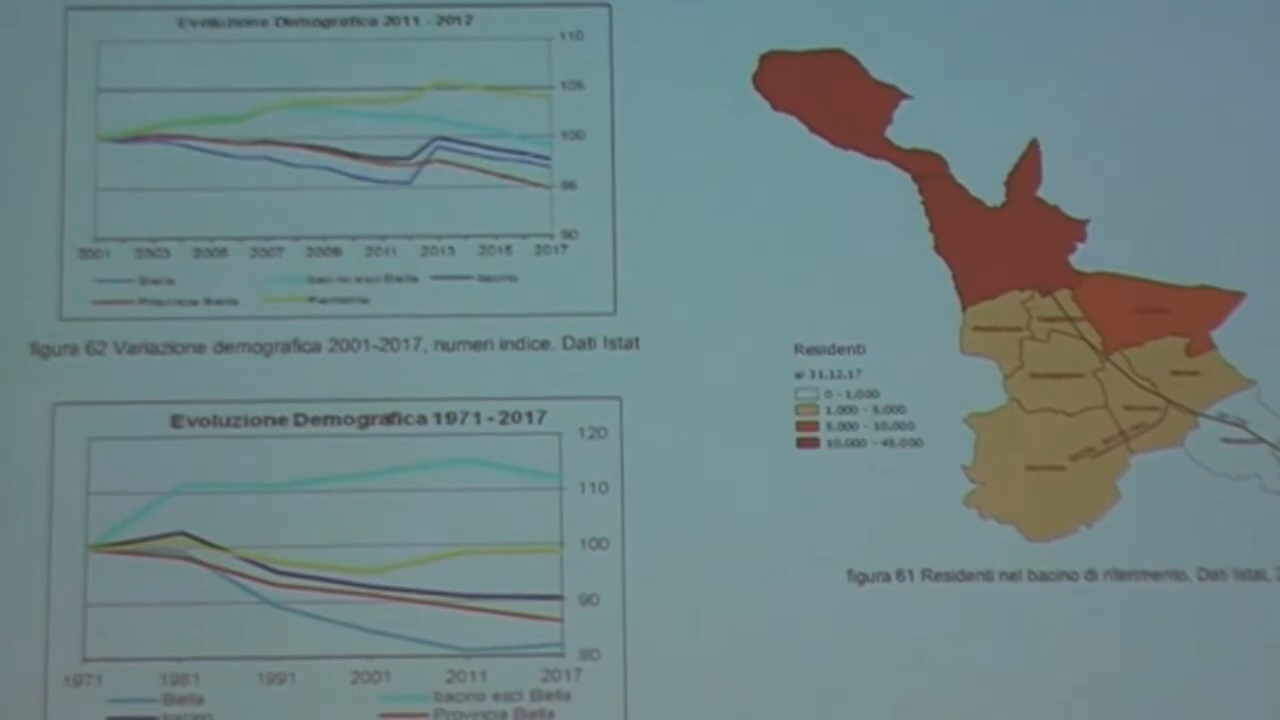 Evoluzione Demografica 2011 - 2017
110
105
100
95
90
2001 2003 2005 2007 2009 2011 2013 2015 2017
Biella bacino escl Biella bacino
Provincia Biella Piemonte
figura 62 Variazione demografica 2001-2017, numeri indice. Dati Istat
Evoluzione Demografica 1971 - 2017
120
110
100
90
80
1971 1981 1991 2001 2011 2017
Biella bacino escl Biella
bacino Provincia Biella
Residenti
al 31.12.17
0 - 1.000
1.000 - 5.000
5.000 - 10.000
10.000 - 45.000
figura 61 Residenti nel bacino di riferimento. Dati Istat,